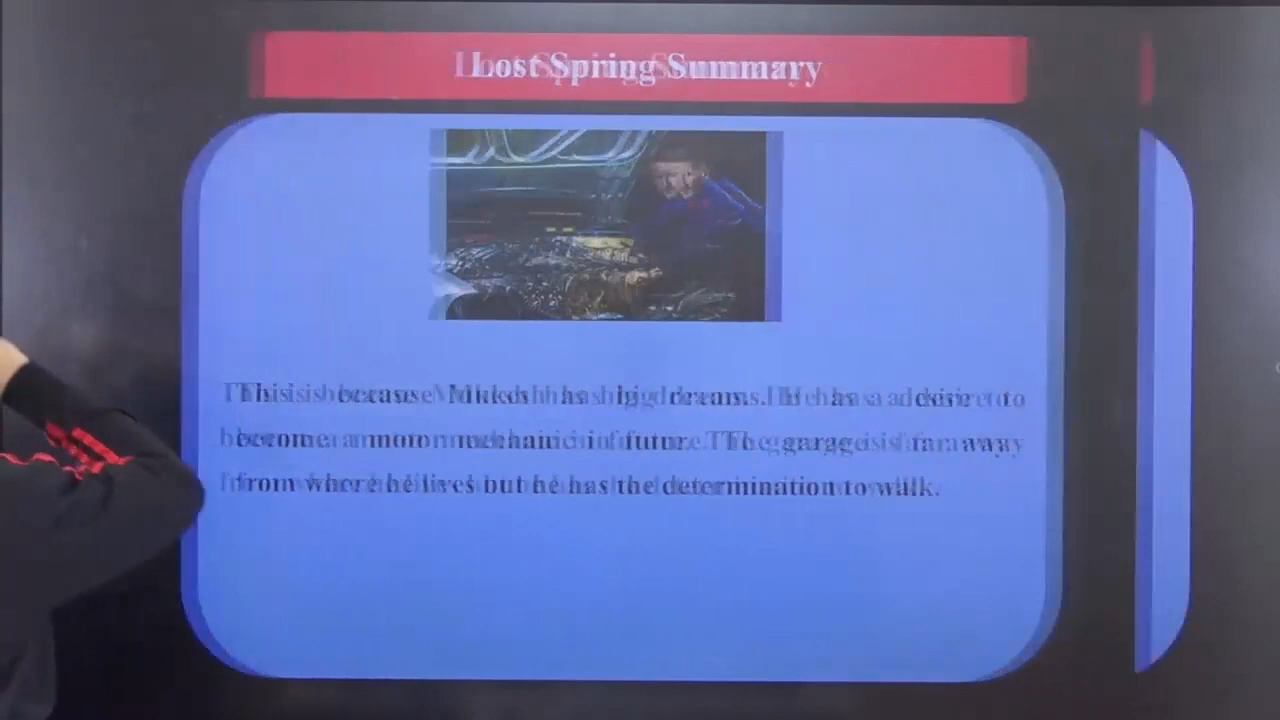 Lost Spring Summary
This is because Mukesh has big dreams. He has a desire to
become a motor mechanic in future. The garage is far away
from where he lives but he has the determination to walk.